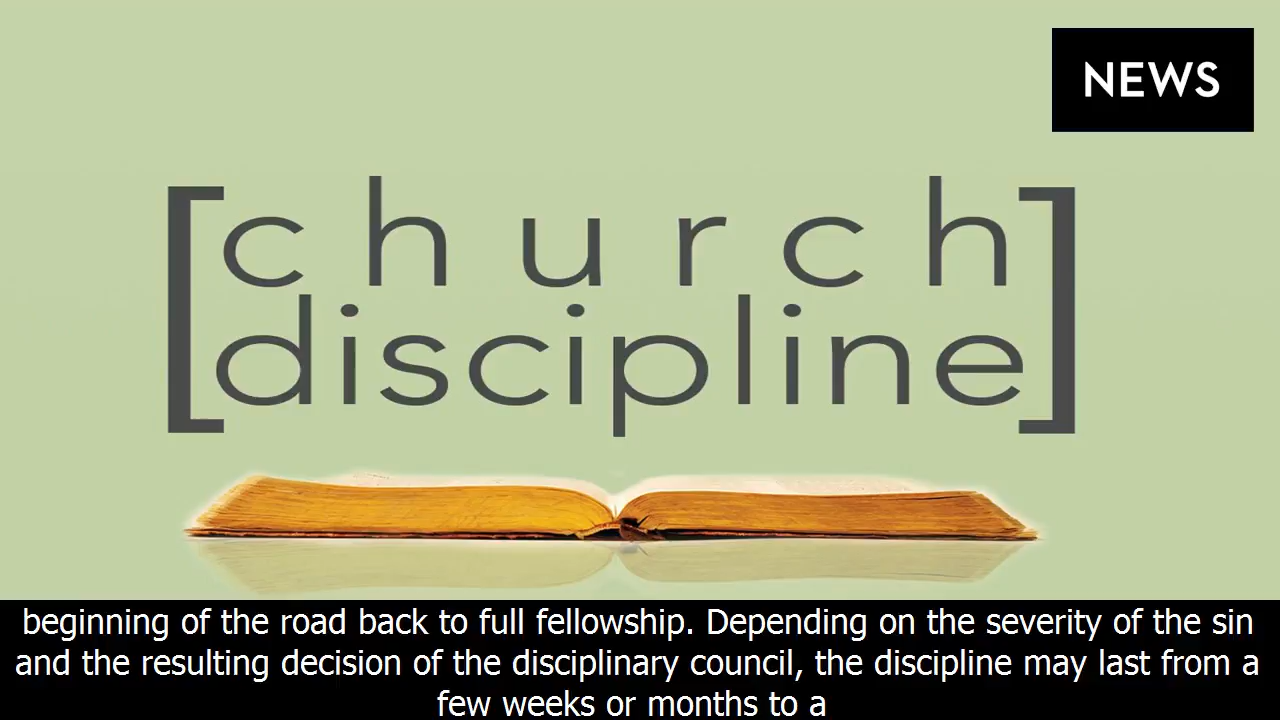 NEWS
[church
discipline]
beginning of the road back to full fellowship. Depending on the severity of the sin
and the resulting decision of the disciplinary council, the discipline may last from a
few weeks or months to a